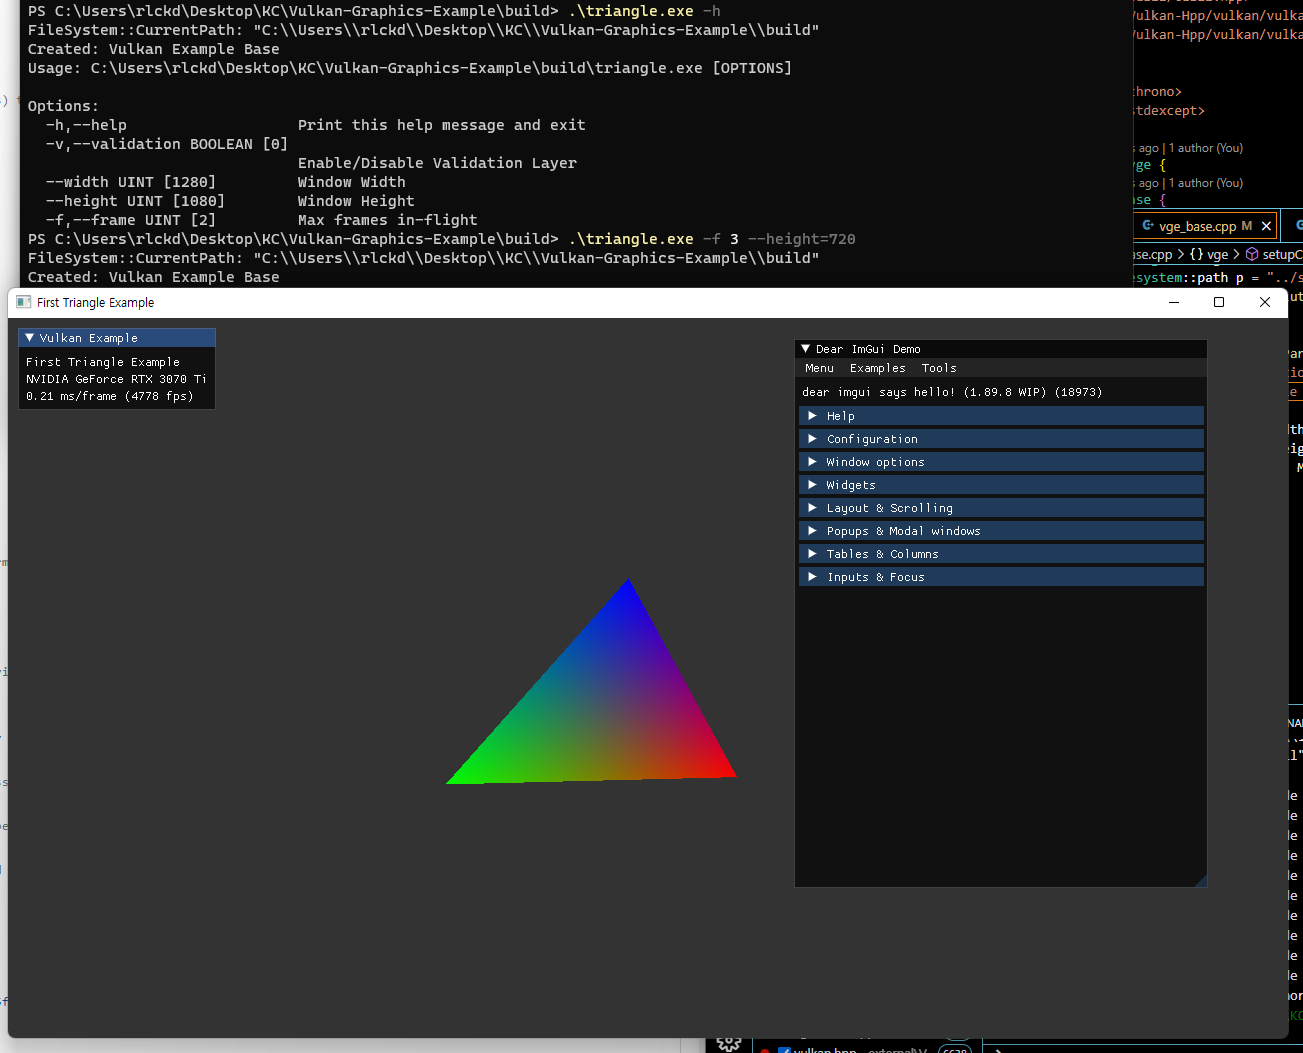 PS C:\Users\rlckd\Desktop\KC\Vulkan-Graphics-Example\build> .\triangle.exe -h
FileSystem::CurrentPath: "C:\\Users\\rlckd\\Desktop\\KC\\Vulkan-Graphics-Example\\build"
Created: Vulkan Example Base
Usage: C:\Users\rlckd\Desktop\KC\Vulkan-Graphics-Example\build\triangle.exe [OPTIONS]
Options:
-h,--help Print this help message and exit
-v,--validation BOOLEAN [0]
Enable/Disable Validation Layer
--width UINT [1280] Window Width
--height UINT [1080] Window Height
-f,--frame UINT [2] Max frames in-flight
PS C:\Users\rlckd\Desktop\KC\Vulkan-Graphics-Example\build> .\triangle.exe -f 3 --height=720
FileSystem::CurrentPath: "C:\\Users\\rlckd\\Desktop\\KC\\Vulkan-Graphics-Example\\build"
Created: Vulkan Example Base
/ulkan-Hpp/vulkan/vulka
/ulkan-Hpp/vulkan/vulka
:hrono>
:tdexcept>
s ago | 1 author (You)
ge {
s ago | 1 author (You)
se {
vge_base.cpp M
se.cpp > {} vge > setupC
esystem::path p = "../s
First Triangle Example
Vulkan Example
First Triangle Example
NVIDIA GeForce RTX 3070 Ti
0.21 ms/frame (4778 fps)
Dear ImGui Demo
Menu Examples Tools
dear imgui says hello! (1.89.8 WIP) (18973)
Help
Configuration
Window options
Widgets
Layout & Scrolling
Popups & Modal windows
Tables & Columns
Inputs & Focus